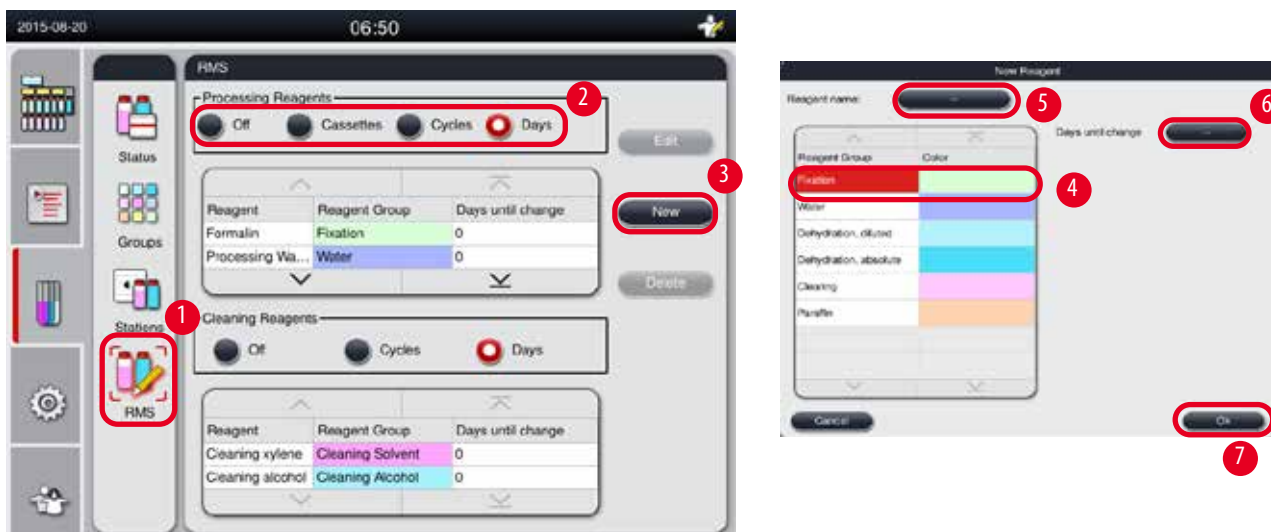 2015-08-20 06:50
RMS
Processing Reagents 2
Off Cassettes Cycles Days
Edit
Status
3
Reagent Reagent Group Days until change
New
Formalin Fixation 0
Groups
Processing Wa... Water 0
Delete
1
Stations
Cleaning Reagents
Of Cycles Days
RMS
Reagent Reagent Group Days until change
Cleaning xylene Cleaning Solvent 0
Cleaning alcohol Cleaning Alcohol 0
New Reagent
Reagent name: -- 5
6
Days until change --
Reagent Group Color
Fixation
4
Water
Dehydration, diluted
Dehydration, absolute
Clearing
Paraffin
Cancel Ok
7